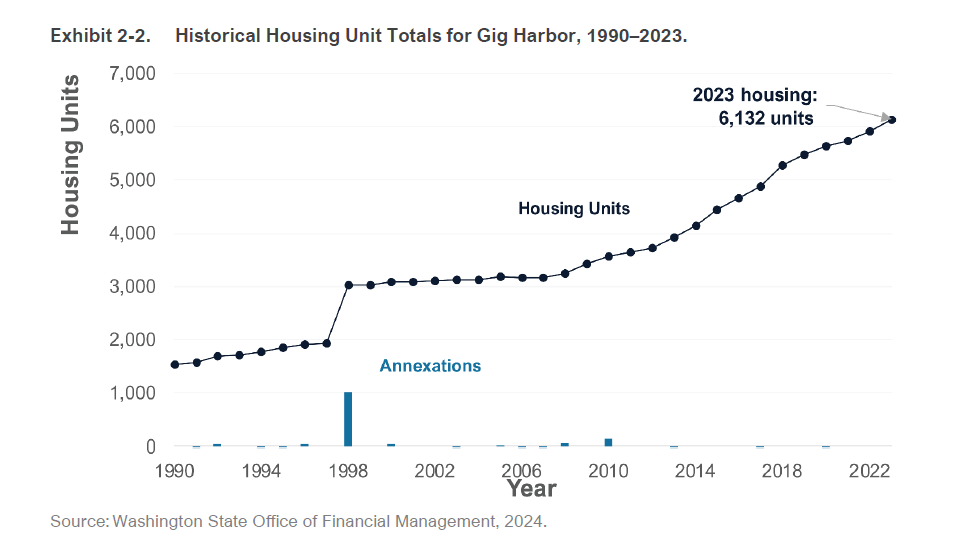 Exhibit 2-2. Historical Housing Unit Totals for Gig Harbor, 1990–2023.
Housing Units
7,000
6,000
5,000
4,000
3,000
2,000
1,000
0
2023 housing:
6,132 units
Housing Units
Annexations
1990 1994 1998 2002 2006 2010 2014 2018 2022
Year
Source: Washington State Office of Financial Management, 2024.